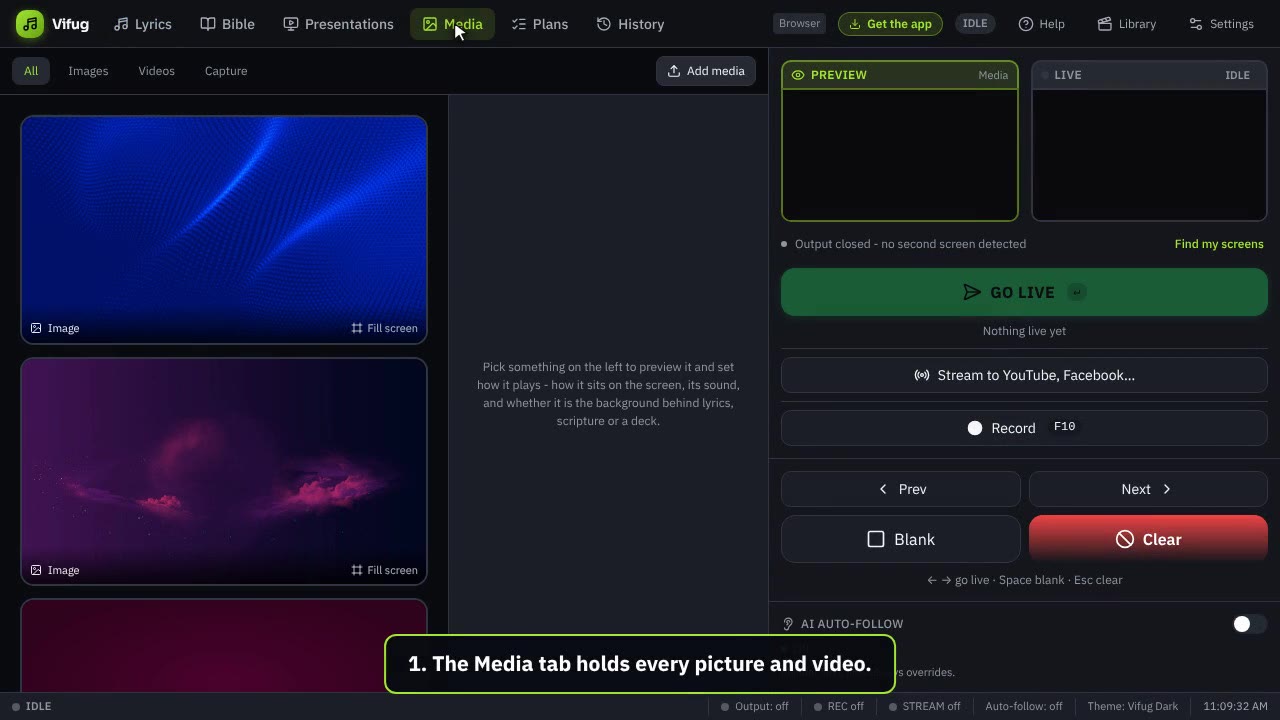 Vifug
Lyrics
Bible
Presentations
Media
Plans
History
Browser
Get the app
IDLE
Help
Library
Settings
All
Images
Videos
Capture
Add media
Image
Fill screen
Image
Fill screen
Pick something on the left to preview it and set
how it plays - how it sits on the screen, its sound,
and whether it is the background behind lyrics,
scripture or a deck.
PREVIEW
Media
LIVE
IDLE
Output closed - no second screen detected
Find my screens
GO LIVE ↵
Nothing live yet
Stream to YouTube, Facebook...
Record F10
Prev
Next
Blank
Clear
← → go live · Space blank · Esc clear
AI AUTO-FOLLOW
overrides.
1. The Media tab holds every picture and video.
IDLE
Output: off
REC off
STREAM off
Auto-follow: off
Theme: Vifug Dark
11:09:32 AM